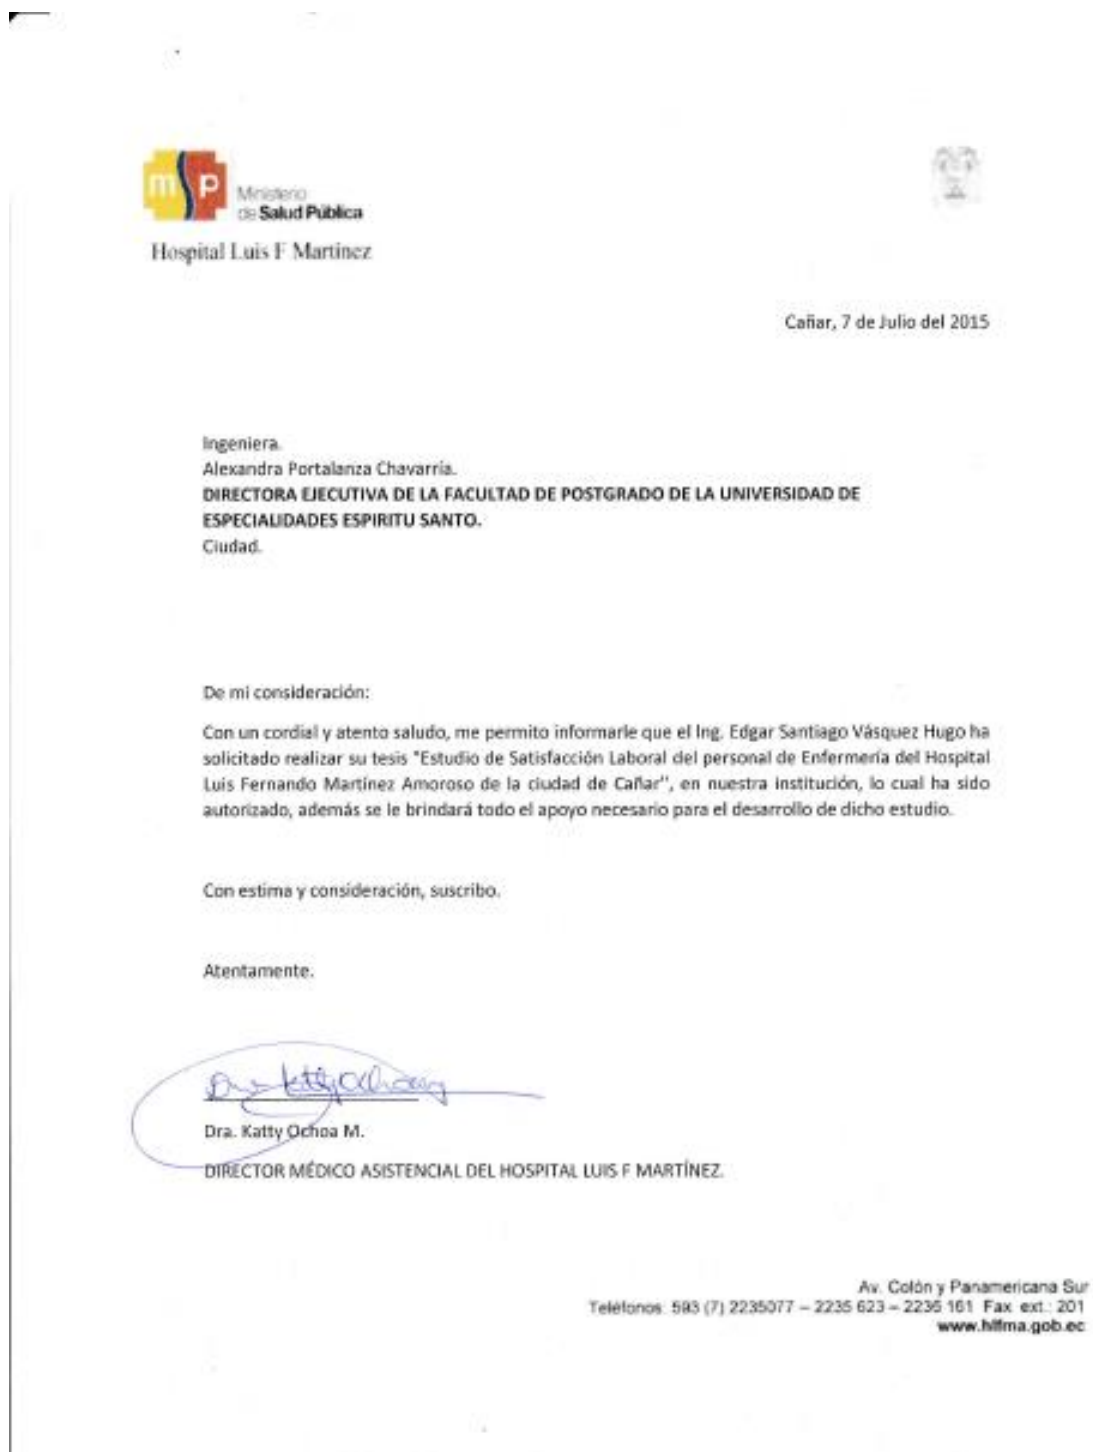 msp
Ministerio
de Salud Pública
Hospital Luis F Martinez
Cañar, 7 de Julio del 2015
Ingeniera.
Alexandra Portalanza Chavarría.
DIRECTORA EJECUTIVA DE LA FACULTAD DE POSTGRADO DE LA UNIVERSIDAD DE
ESPECIALIDADES ESPIRITU SANTO.
Ciudad.
De mi consideración:
Con un cordial y atento saludo, me permito informarle que el Ing. Edgar Santiago Vásquez Hugo ha
solicitado realizar su tesis "Estudio de Satisfacción Laboral del personal de Enfermería del Hospital
Luis Fernando Martínez Amoroso de la ciudad de Cañar", en nuestra institución, lo cual ha sido
autorizado, además se le brindará todo el apoyo necesario para el desarrollo de dicho estudio.
Con estima y consideración, suscribo.
Atentamente.
Dra. Katty Ochoa M.
DIRECTOR MÉDICO ASISTENCIAL DEL HOSPITAL LUIS F MARTÍNEZ.
Av. Colón y Panamericana Sur
Teléfonos: 593 (7) 2235077 – 2235 623 – 2236 161 Fax ext.: 201
www.hlfma.gob.ec